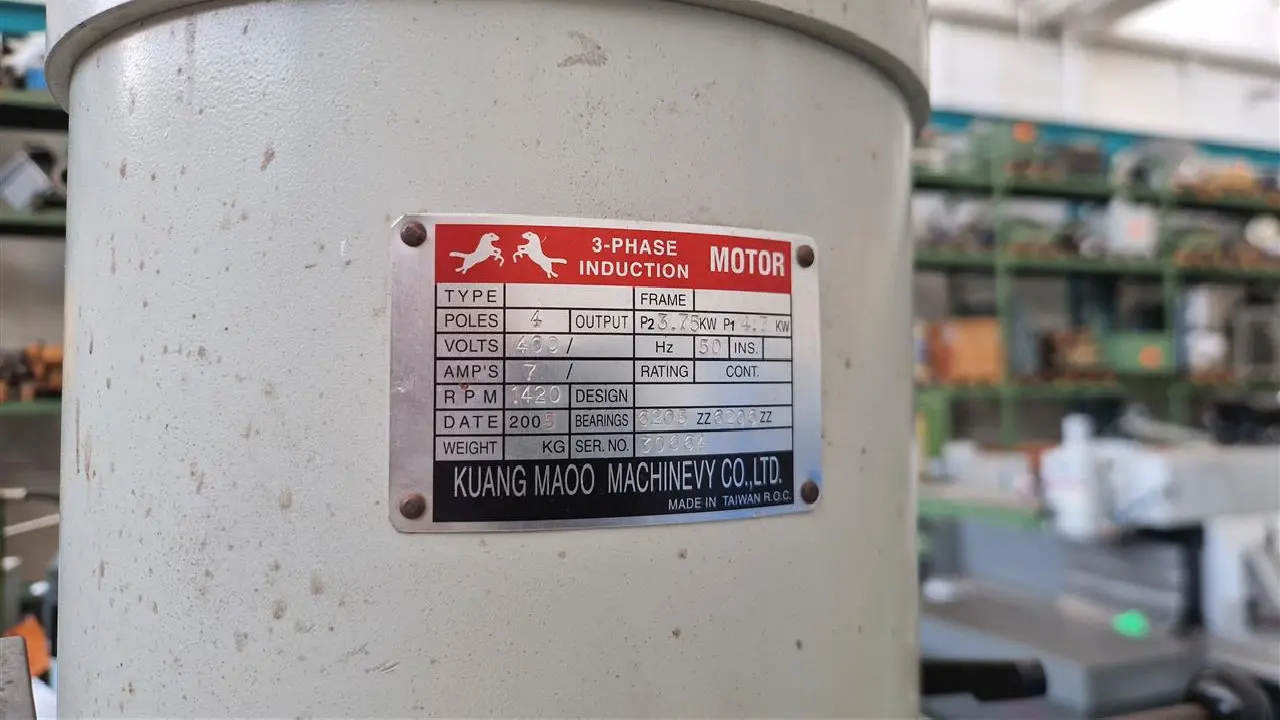 3-PHASE
INDUCTION MOTOR
TYPE FRAME
POLES 4 OUTPUT P2 3.75 KW P1 4.7 KW
VOLTS 400 / Hz 50 INS.
AMP'S 7 / RATING CONT.
RPM 1420 DESIGN
DATE 2005 BEARINGS 6205 ZZ ZZ
WEIGHT KG SER. NO.
KUANG MAOO MACHINEVY CO.,LTD.
MADE IN TAIWAN R.O.C.